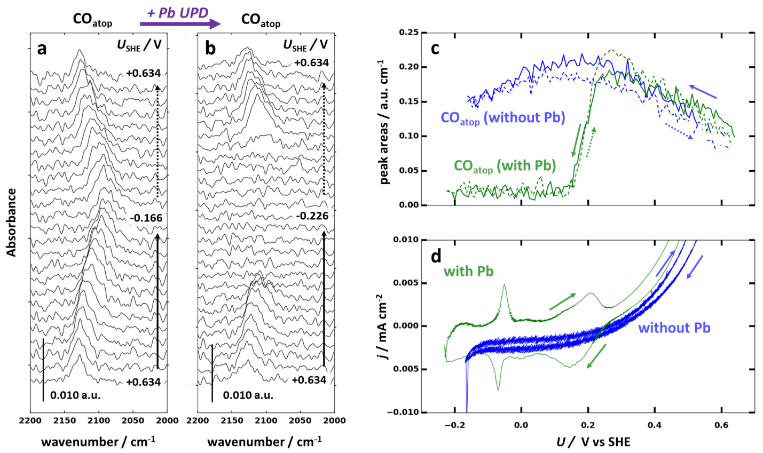 CO_atop + Pb UPD CO_atop
a U_SHE / V
+0.634
-0.166
+0.634
0.010 a.u.
Absorbance
2200 2150 2100 2050 2000
wavenumber / cm⁻¹
b U_SHE / V
+0.634
-0.226
+0.634
0.010 a.u.
2200 2150 2100 2050 2000
wavenumber / cm⁻¹
c
peak areas / a.u. cm⁻¹
0.25
0.20
0.15
0.10
0.05
0.00
CO_atop (without Pb)
CO_atop (with Pb)
d
with Pb
without Pb
j / mA cm⁻²
0.010
0.005
0.000
0.005
−0.010
−0.2 0.0 0.2 0.4 0.6 0.8
U / V vs SHE